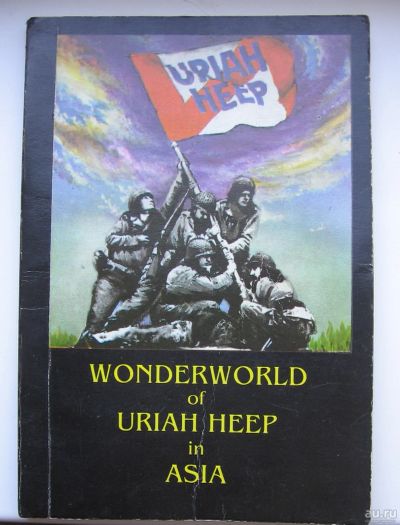 URIAH
HEEP
WONDERWORLD
of
URIAH HEEP
in
ASIA
au.ru